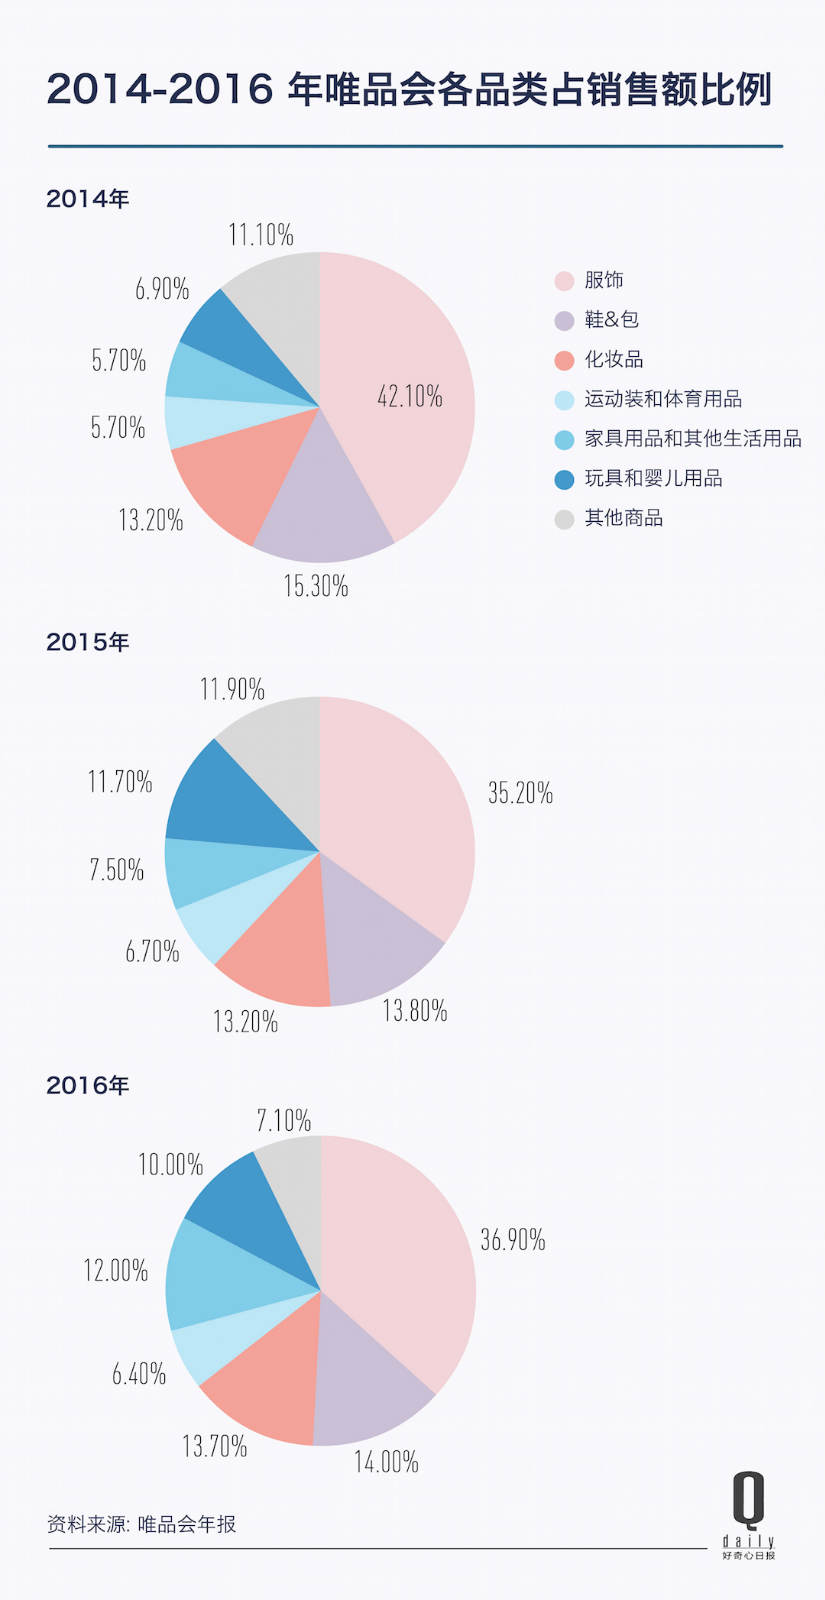 2014-2016 年唯品会各品类占销售额比例
2014年
11.10%
6.90%
5.70%
5.70%
13.20%
15.30%
42.10%
服饰
鞋&包
化妆品
运动装和体育用品
家具用品和其他生活用品
玩具和婴儿用品
其他商品
2015年
11.90%
11.70%
7.50%
6.70%
13.20%
13.80%
35.20%
2016年
7.10%
10.00%
12.00%
6.40%
13.70%
14.00%
36.90%
资料来源: 唯品会年报
Q
daily
好奇心日报